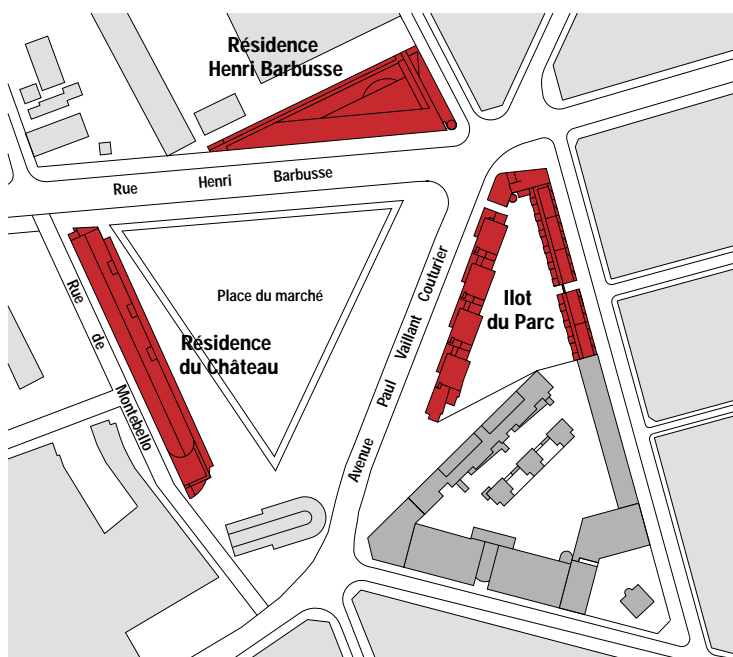 Résidence
Henri Barbusse
Rue Henri Barbusse
Place du marché
Résidence
du Château
Rue de Montebello
Avenue Paul Vaillant Couturier
Ilot
du Parc